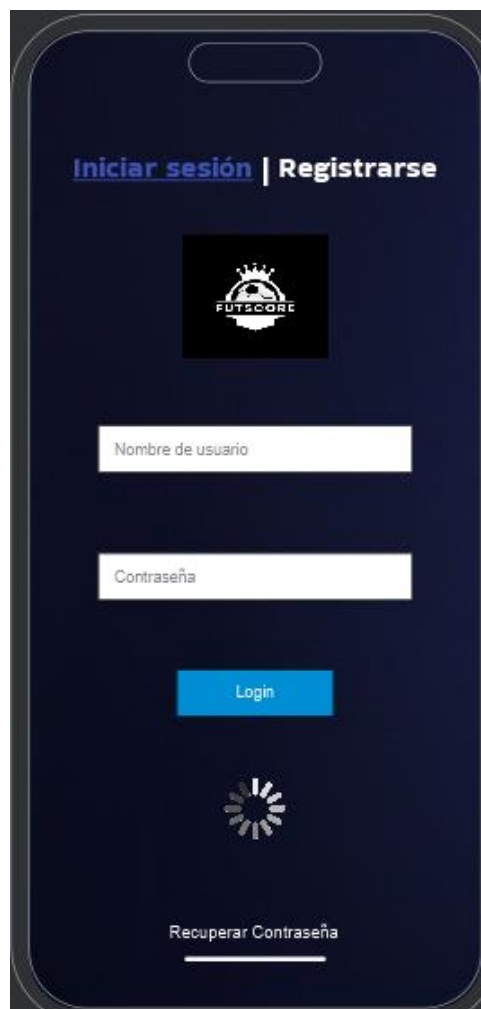 Iniciar sesión | Registrarse
FUTSCORE
Nombre de usuario
Contraseña
Login
Recuperar Contraseña